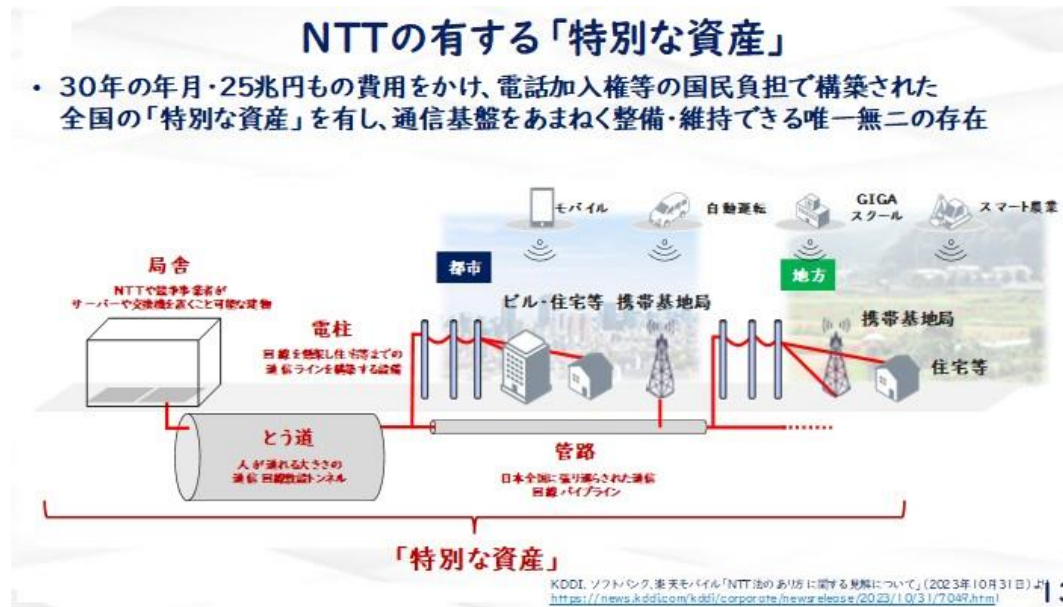 NTTの有する「特別な資産」
• 30年の年月・25兆円もの費用をかけ、電話加入権等の国民負担で構築された
全国の「特別な資産」を有し、通信基盤をあまねく整備・維持できる唯一無二の存在
モバイル
自動運転
GIGA
スクール
スマート農業
都市
地方
局舎
NTTや競争事業者が
サーバーや交換機を置くこと可能な建物
ビル・住宅等
携帯基地局
電柱
回線を懸架し住宅等までの
通信ラインを構築する設備
携帯基地局
住宅等
とう道
人が通れる大きさの
通信回線敷設トンネル
管路
日本全国に張り巡らされた通信
回線パイプライン
「特別な資産」
KDDI、ソフトバンク、楽天モバイル「NTT法のあり方に関する見解について」(2023年10月31日)より
https://news.kddi.com/kddi/corporate/newsrelease/2023/10/31/7049.html